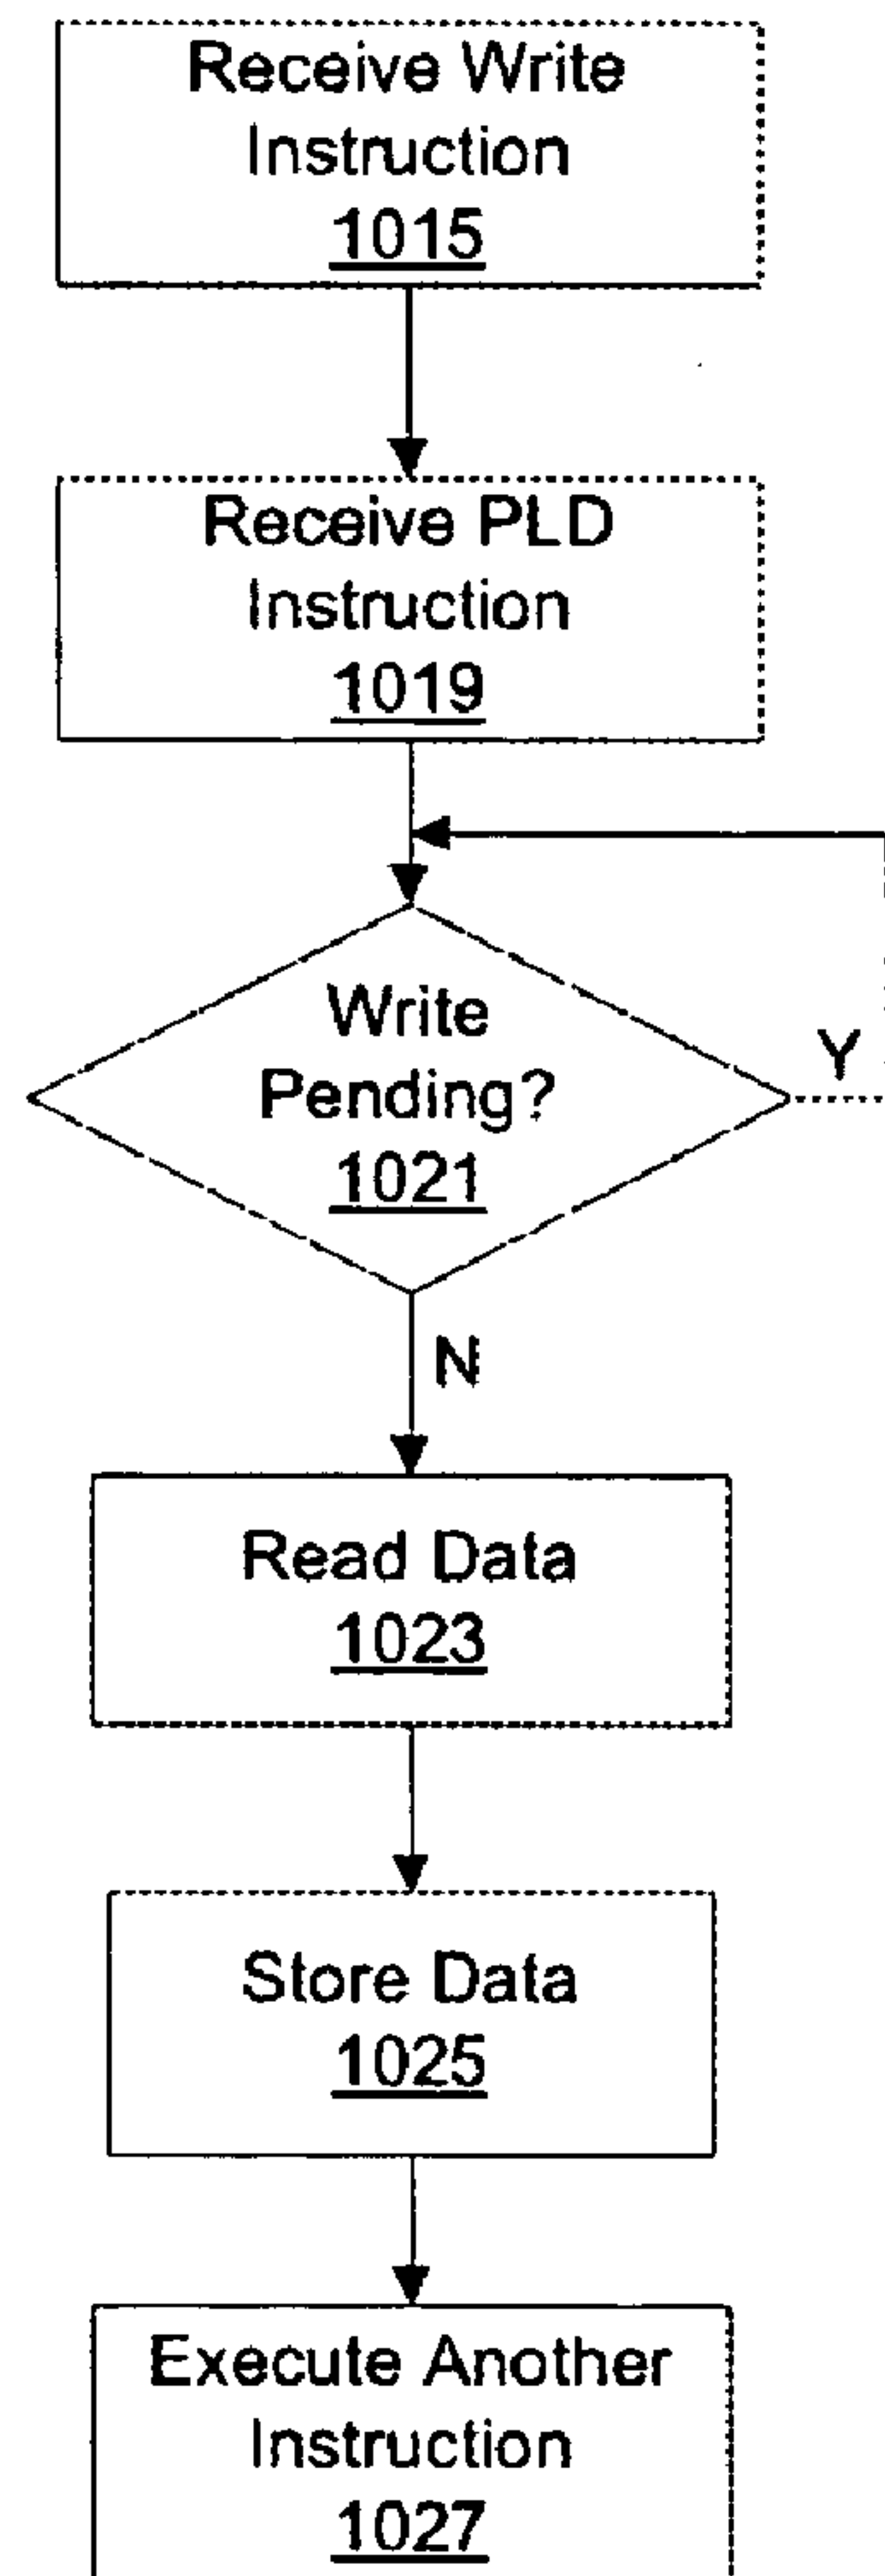 Receive Write
Instruction
1015
Receive PLD
Instruction
1019
Write
Pending?
1021
Y
N
Read Data
1023
Store Data
1025
Execute Another
Instruction
1027